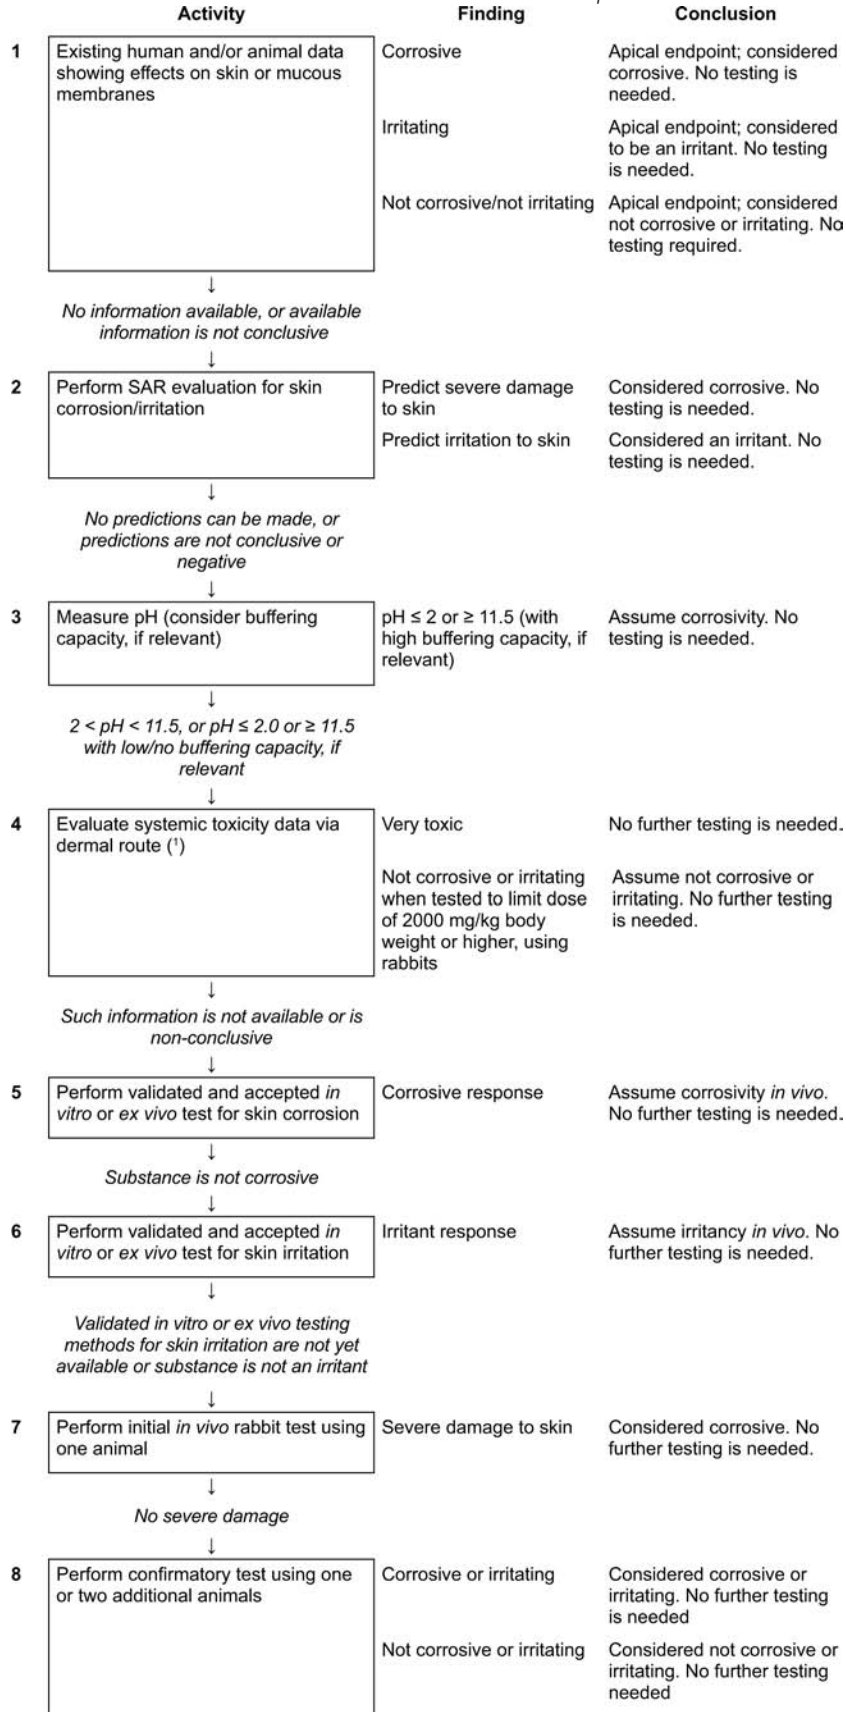 Activity Finding Conclusion
1 Existing human and/or animal data Corrosive Apical endpoint; considered
showing effects on skin or mucous corrosive. No testing is
membranes needed.
Irritating Apical endpoint; considered
to be an irritant. No testing
is needed.
Not corrosive/not irritating Apical endpoint; considered
not corrosive or irritating. No
testing required.
↓
No information available, or available
information is not conclusive
↓
2 Perform SAR evaluation for skin Predict severe damage Considered corrosive. No
corrosion/irritation to skin testing is needed.
Predict irritation to skin Considered an irritant. No
testing is needed.
↓
No predictions can be made, or
predictions are not conclusive or
negative
↓
3 Measure pH (consider buffering pH ≤ 2 or ≥ 11.5 (with Assume corrosivity. No
capacity, if relevant) high buffering capacity, if testing is needed.
relevant)
↓
2 < pH < 11.5, or pH ≤ 2.0 or ≥ 11.5
with low/no buffering capacity, if
relevant
↓
4 Evaluate systemic toxicity data via Very toxic No further testing is needed.
dermal route (¹)
Not corrosive or irritating Assume not corrosive or
when tested to limit dose irritating. No further testing
of 2000 mg/kg body is needed.
weight or higher, using
rabbits
↓
Such information is not available or is
non-conclusive
↓
5 Perform validated and accepted in Corrosive response Assume corrosivity in vivo.
vitro or ex vivo test for skin corrosion No further testing is needed.
↓
Substance is not corrosive
↓
6 Perform validated and accepted in Irritant response Assume irritancy in vivo. No
vitro or ex vivo test for skin irritation further testing is needed.
↓
Validated in vitro or ex vivo testing
methods for skin irritation are not yet
available or substance is not an irritant
↓
7 Perform initial in vivo rabbit test using Severe damage to skin Considered corrosive. No
one animal further testing is needed.
↓
No severe damage
↓
8 Perform confirmatory test using one Corrosive or irritating Considered corrosive or
or two additional animals irritating. No further testing
is needed
Not corrosive or irritating Considered not corrosive or
irritating. No further testing
needed